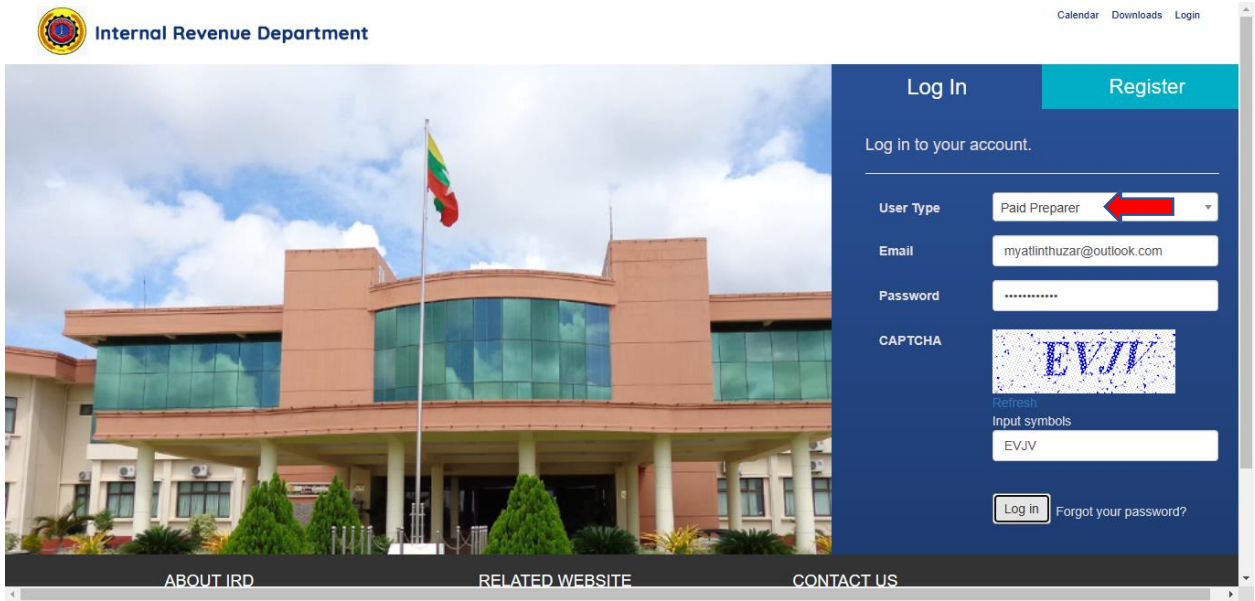 Internal Revenue Department
Calendar Downloads Login
Log In
Register
Log in to your account.
User Type
Paid Preparer
Email
myatlinthuzar@outlook.com
Password
••••••••••••
CAPTCHA
EVJV
Refresh
Input symbols
EVJV
Log in
Forgot your password?
ABOUT IRD
RELATED WEBSITE
CONTACT US